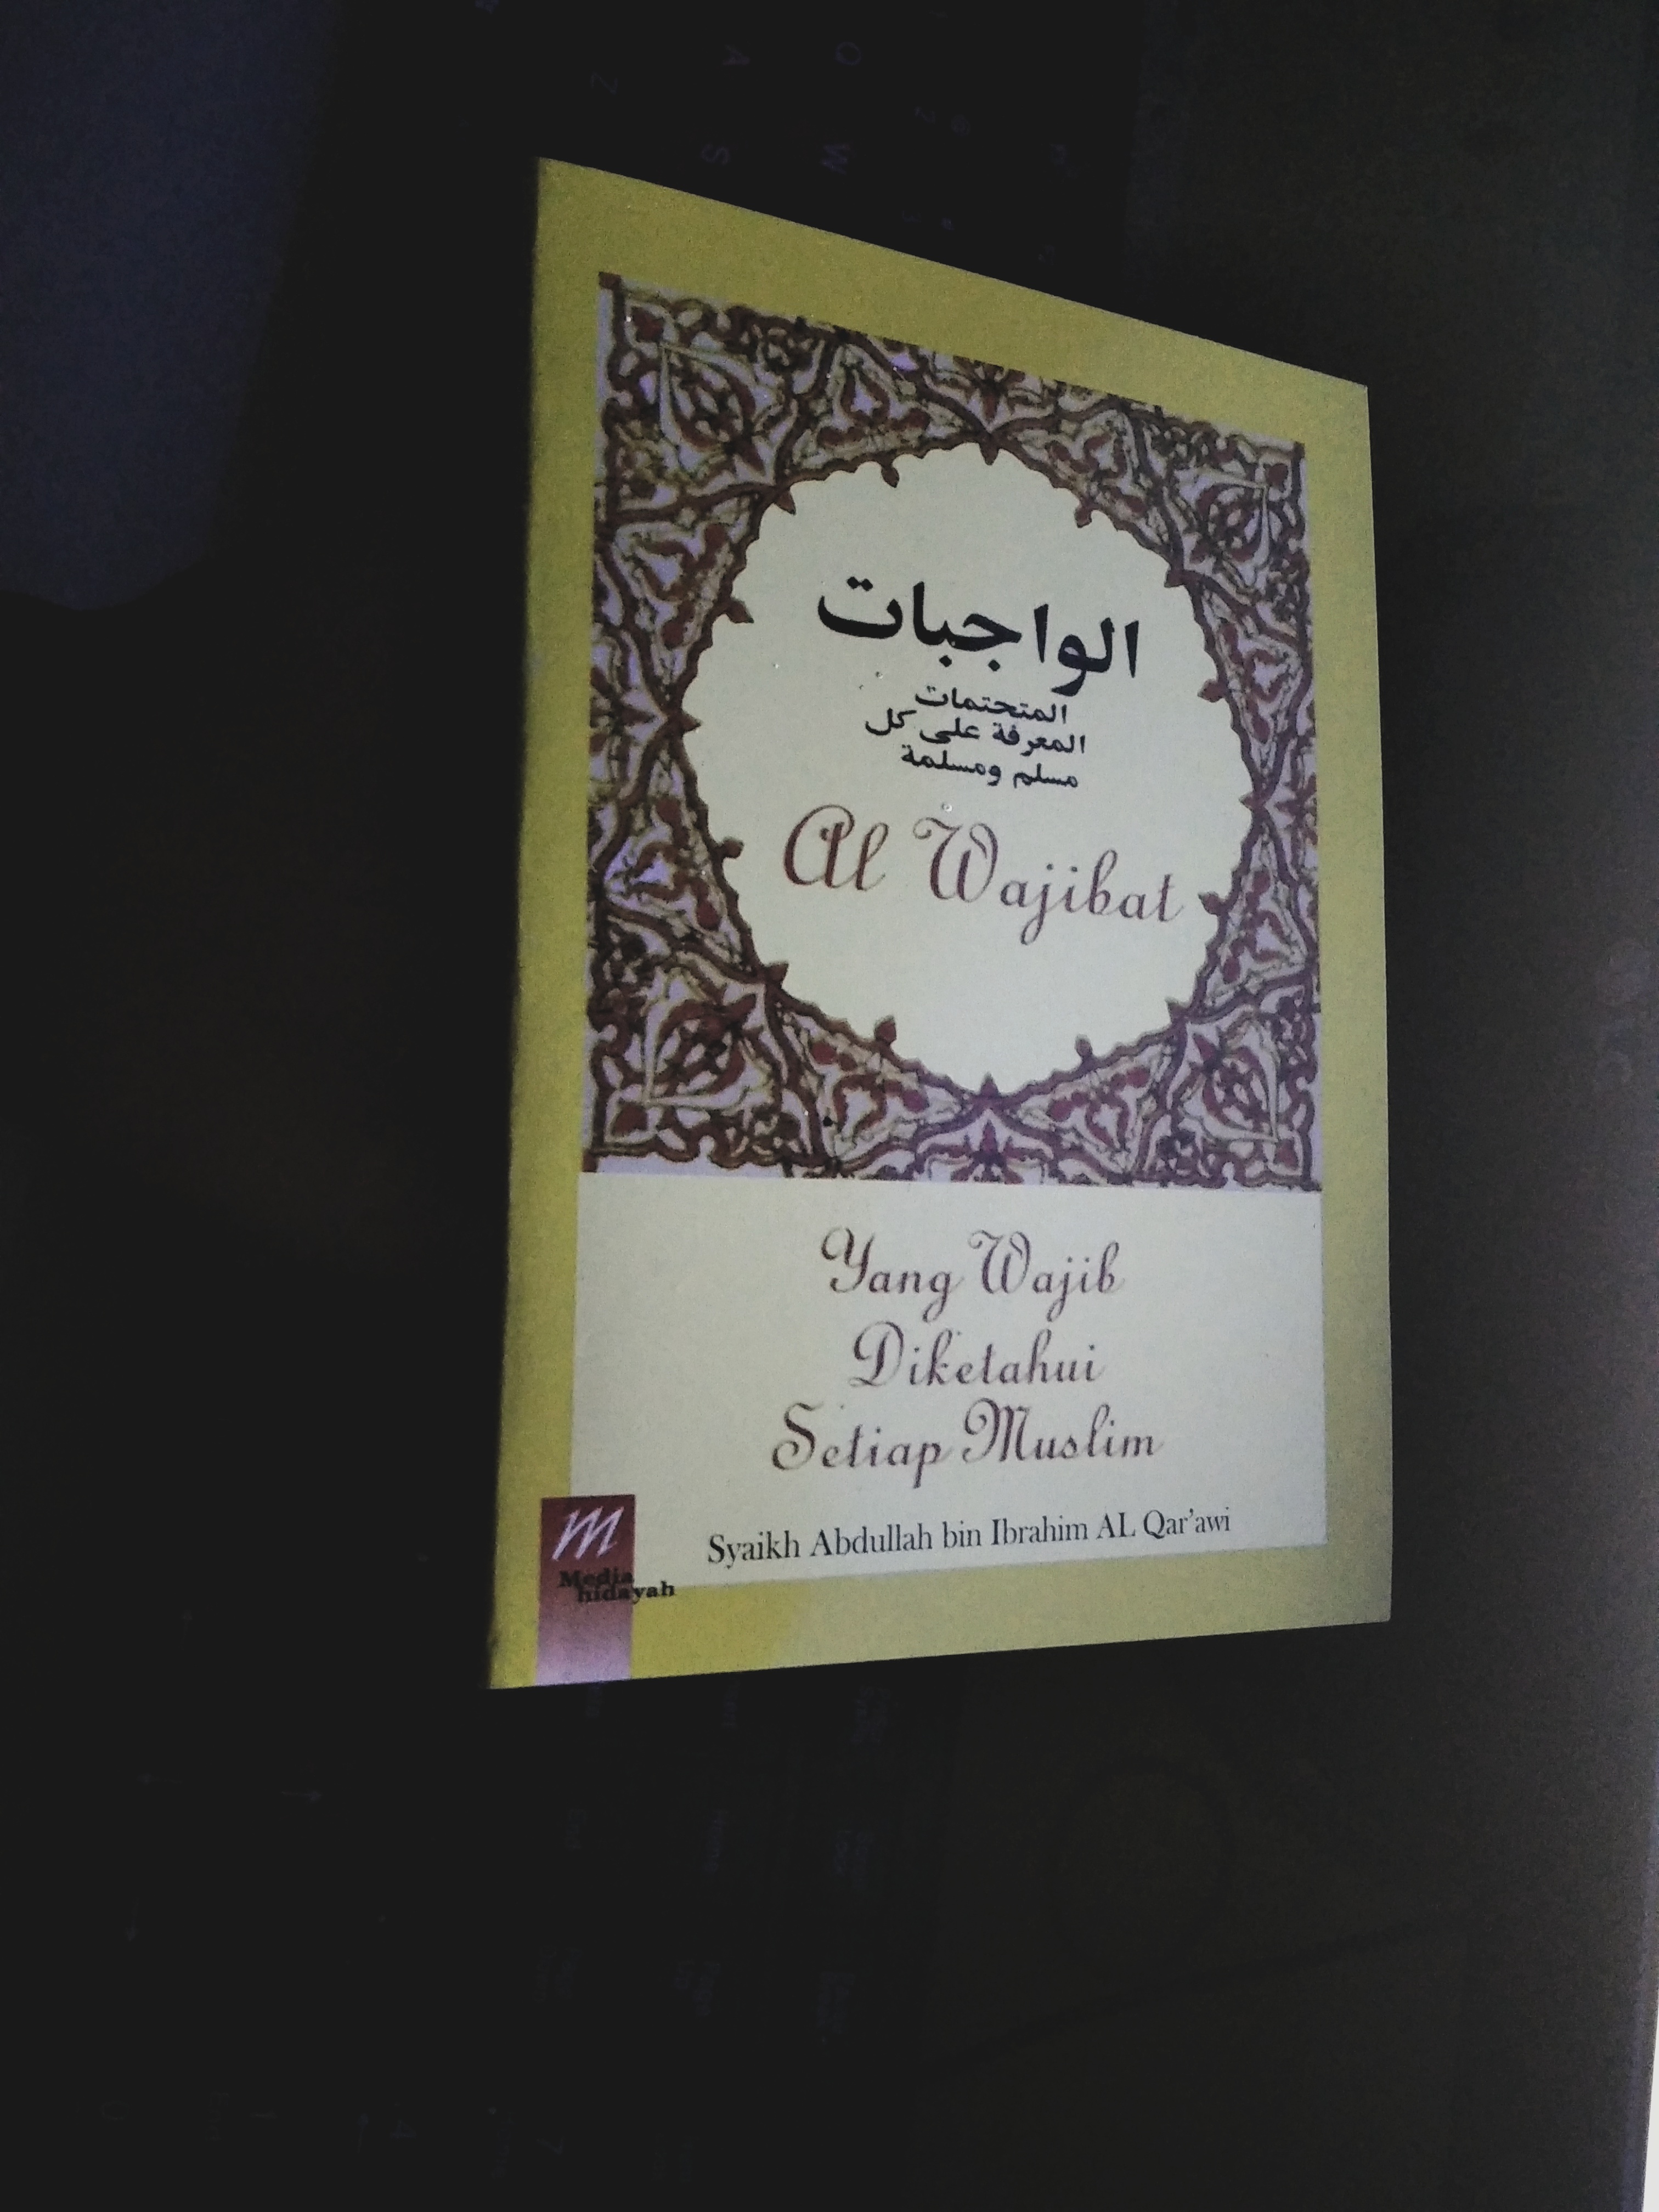 الواجبات
المتحتمات
المعرفة على كل
مسلم ومسلمة
Al Wajibat
Yang Wajib
Diketahui
Setiap Muslim
Syaikh Abdullah bin Ibrahim AL Qar'awi
m
Media
hidayah